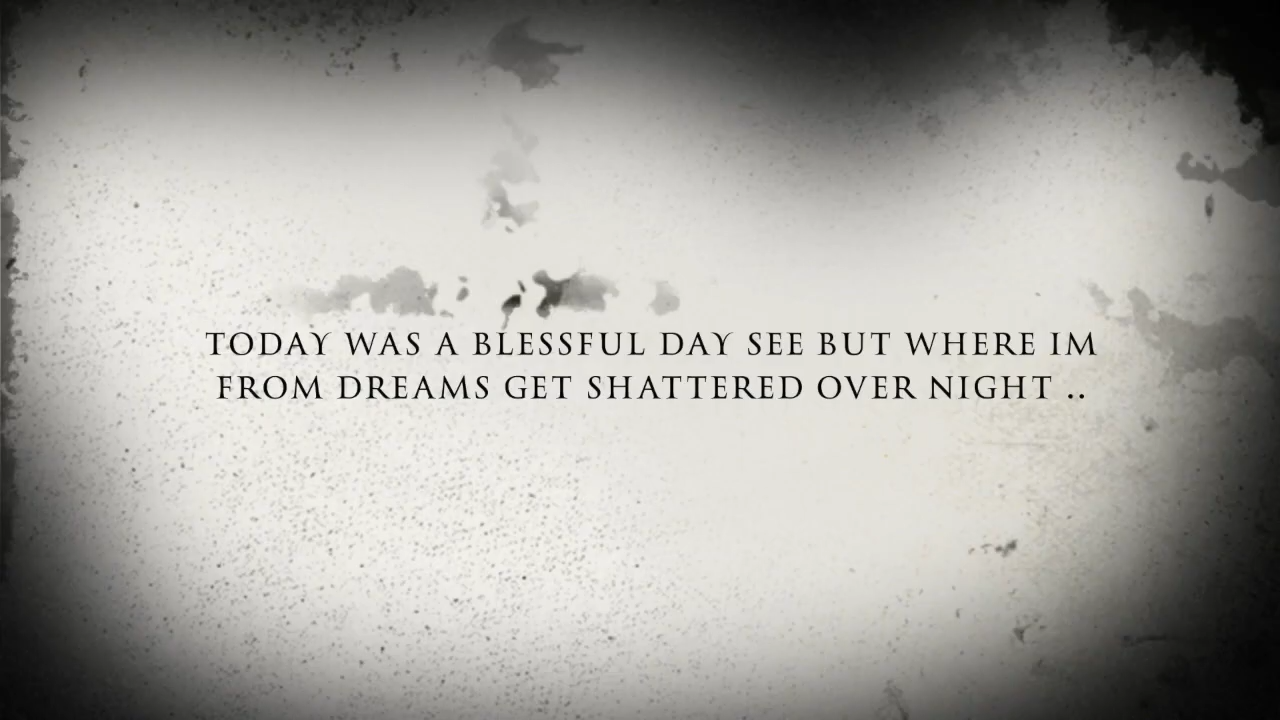 TODAY WAS A BLESSFUL DAY SEE BUT WHERE IM
FROM DREAMS GET SHATTERED OVER NIGHT ..